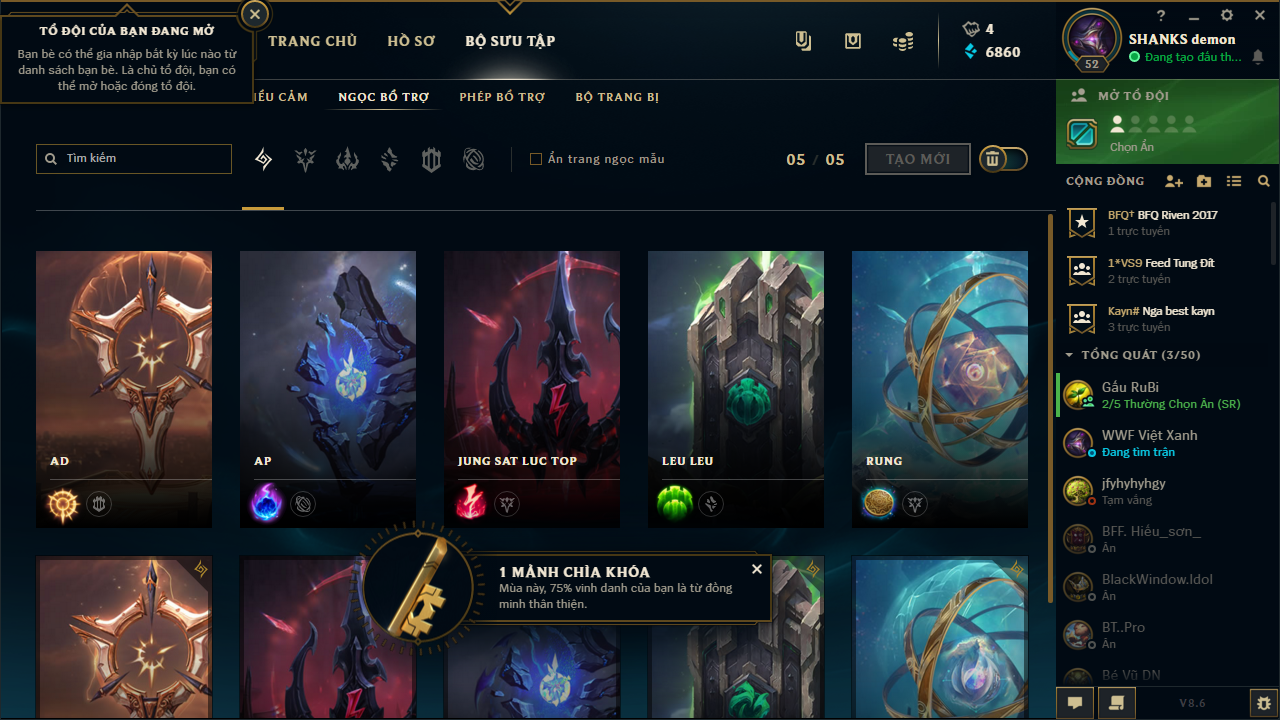 TỔ ĐỘI CỦA BẠN ĐANG MỞ
Bạn bè có thể gia nhập bất kỳ lúc nào từ
danh sách bạn bè. Là chủ tổ đội, bạn có
thể mở hoặc đóng tổ đội.
TRANG CHỦ
HỒ SƠ
BỘ SƯU TẬP
4
6860
?
52
SHANKS demon
Đang tạo đấu th...
IỂU CẢM
NGỌC BỔ TRỢ
PHÉP BỔ TRỢ
BỘ TRANG BỊ
Tìm kiếm
Ẩn trang ngọc mẫu
05 / 05
TẠO MỚI
AD
AP
JUNG SAT LUC TOP
LEU LEU
RUNG
1 MẢNH CHÌA KHÓA
Mùa này, 75% vinh danh của bạn là từ đồng
minh thân thiện.
MỞ TỔ ĐỘI
Chọn Ẩn
CỘNG ĐỒNG
BFQ† BFQ Riven 2017
1 trực tuyến
1*VS9 Feed Tung Đít
2 trực tuyến
Kayn# Nga best kayn
3 trực tuyến
TỔNG QUÁT (3/50)
Gấu RuBi
2/5 Thường Chọn Ẩn (SR)
WWF Việt Xanh
Đang tìm trận
jfyhyhyhgy
Tạm vắng
BFF. Hiếu_sơn_
Ẩn
BlackWindow.Idol
Ẩn
BT..Pro
Ẩn
Bé Vũ DN
V8.6